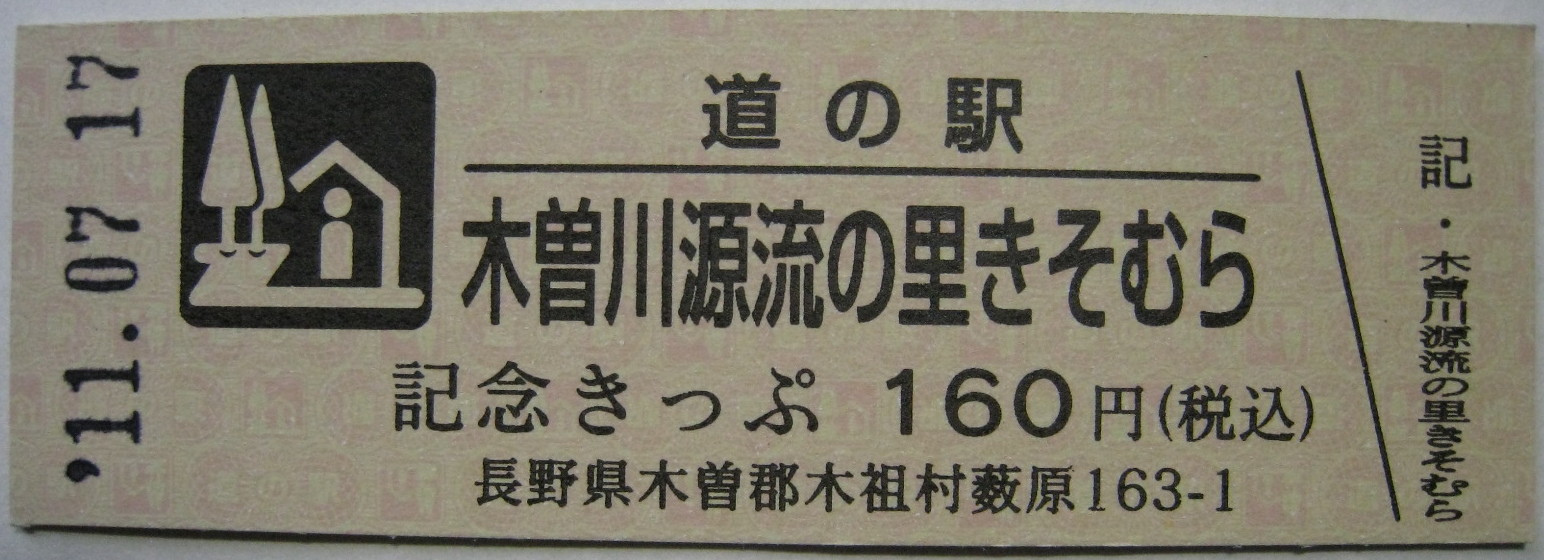 '11.07 17
道の駅
木曽川源流の里きそむら
記念きっぷ 160円(税込)
長野県木曽郡木祖村薮原163-1
記・木曽川源流の里きそむら